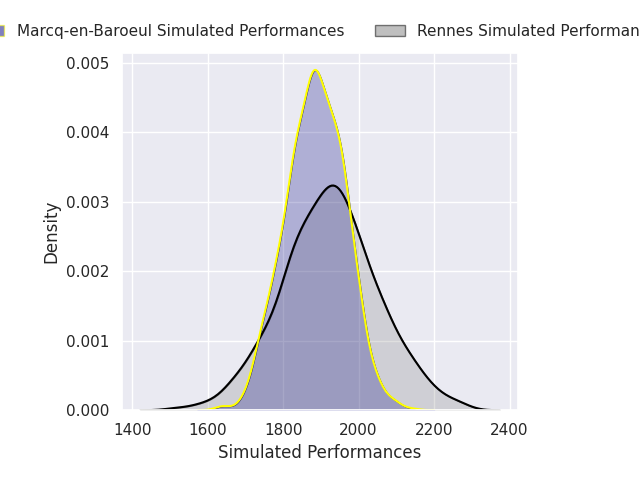 Marcq-en-Baroeul Simulated Performances
Rennes Simulated
0.005
0.004
0.003
0.002
0.001
0.000
Density
1400 1600 1800 2000 2200 2400
Simulated Performances